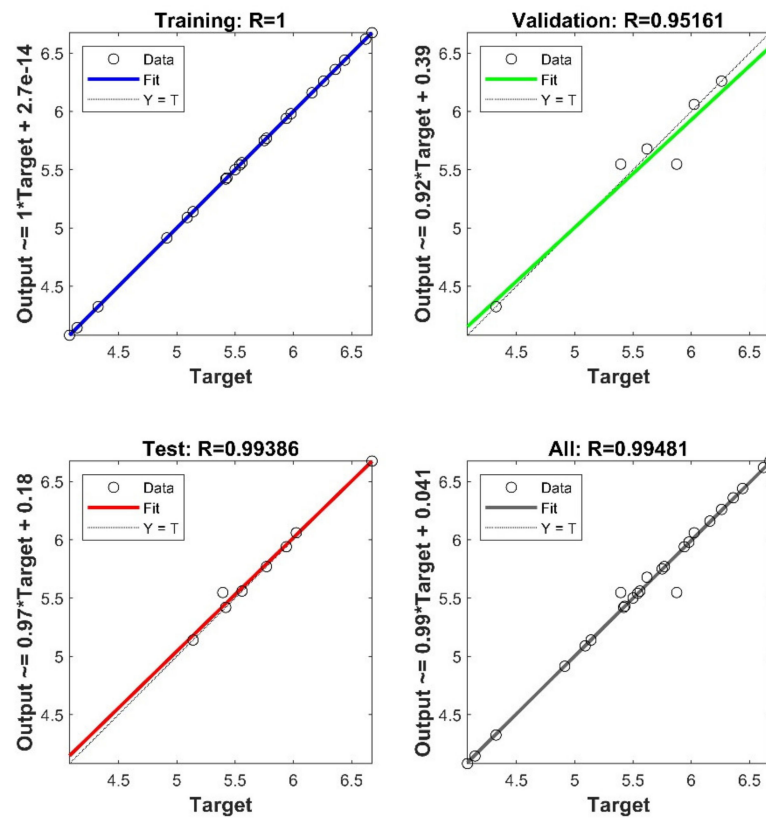 Training: R=1
Output ~= 1*Target + 2.7e-14
6.5
6
5.5
5
4.5
Data
Fit
Y = T
4.5 5 5.5 6 6.5
Target
Validation: R=0.95161
Output ~= 0.92*Target + 0.39
6.5
6
5.5
5
4.5
Data
Fit
Y = T
4.5 5 5.5 6 6.5
Target
Test: R=0.99386
Output ~= 0.97*Target + 0.18
6.5
6
5.5
5
4.5
Data
Fit
Y = T
4.5 5 5.5 6 6.5
Target
All: R=0.99481
Output ~= 0.99*Target + 0.041
6.5
6
5.5
5
4.5
Data
Fit
Y = T
4.5 5 5.5 6 6.5
Target